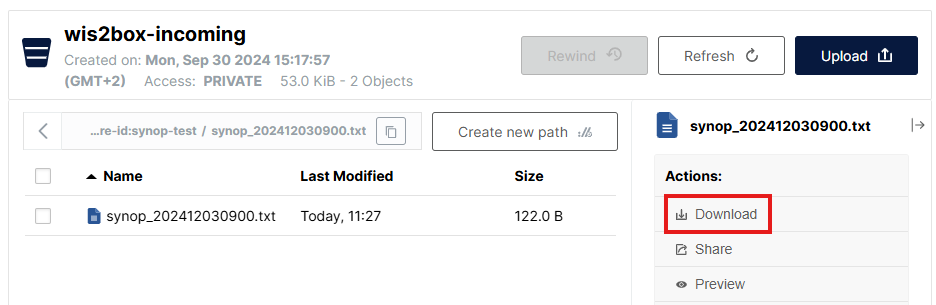 wis2box-incoming
Created on: Mon, Sep 30 2024 15:17:57
(GMT+2) Access: PRIVATE 53.0 KiB - 2 Objects
Rewind
Refresh
Upload
...re-id:synop-test / synop_202412030900.txt
Create new path
Name Last Modified Size
synop_202412030900.txt Today, 11:27 122.0 B
synop_202412030900.txt
Actions:
Download
Share
Preview